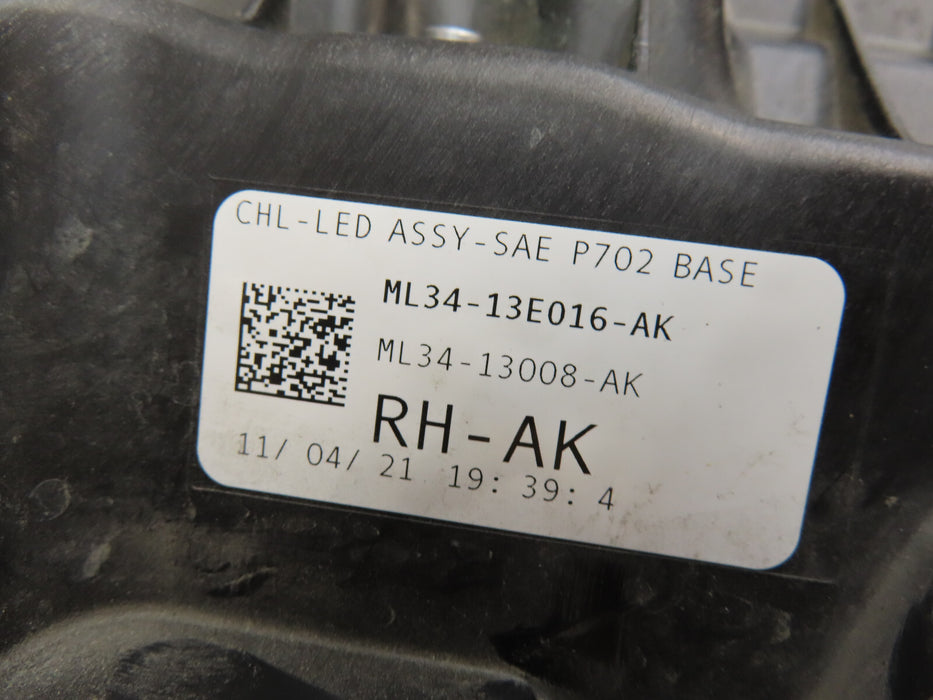 CHL-LED ASSY-SAE P702 BASE
ML34-13E016-AK
ML34-13008-AK
RH-AK
11/ 04/ 21 19: 39: 4